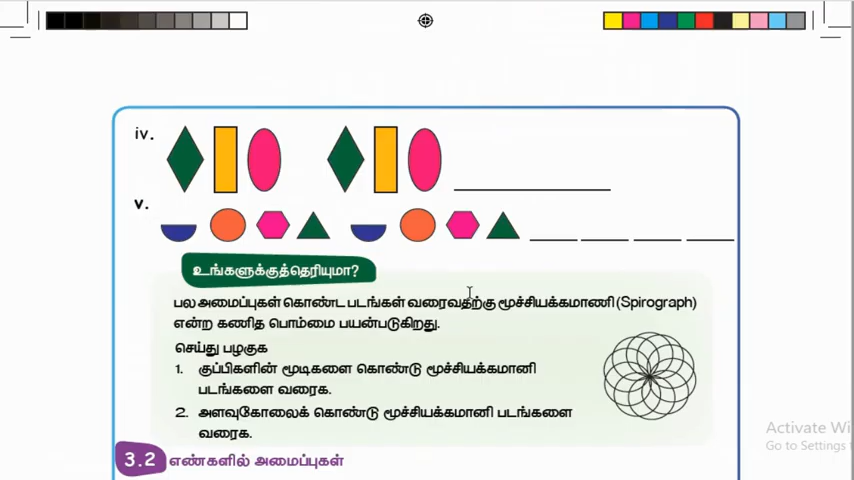 iv.
v.
உங்களுக்குத்தெரியுமா?
பல அமைப்புகள் கொண்ட படங்கள் வரைவதற்கு மூச்சியக்கமாணி (Spirograph)
என்ற கணித பொம்மை பயன்படுகிறது.
செய்து பழகுக
1. குப்பிகளின் மூடிகளை கொண்டு மூச்சியக்கமானி
படங்களை வரைக.
2. அளவுகோலைக் கொண்டு மூச்சியக்கமானி படங்களை
வரைக.
3.2 எண்களில் அமைப்புகள்
Activate Wi
Go to Settings